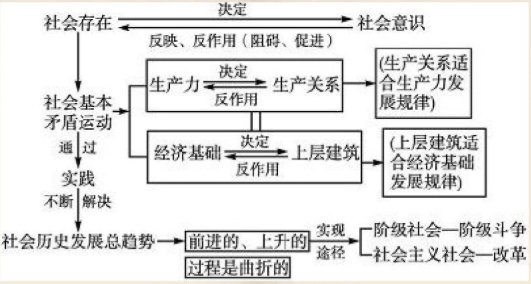 社会存在 决定 社会意识
反映、反作用（阻碍、促进）
生产力 决定 生产关系
反作用
(生产关系适
合生产力发
展规律)
社会基本
矛盾运动
经济基础 决定 上层建筑
反作用
(上层建筑适
合经济基础
发展规律)
通过
实践
不断 解决
社会历史发展总趋势 前进的、上升的 实现
途径
过程是曲折的
阶级社会—阶级斗争
社会主义社会—改革